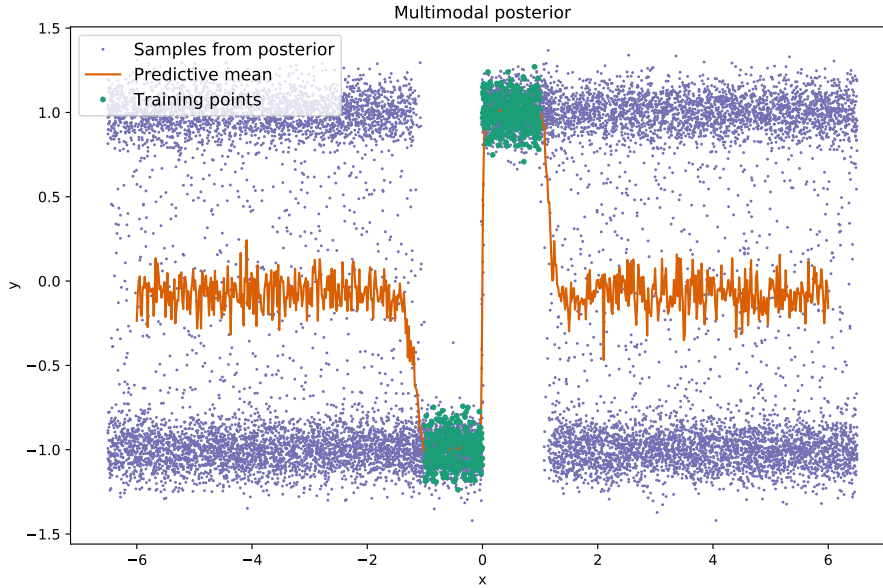 Multimodal posterior
Samples from posterior
Predictive mean
Training points
1.5
1.0
0.5
0.0
−0.5
−1.0
−1.5
y
−6 −4 −2 0 2 4 6
x